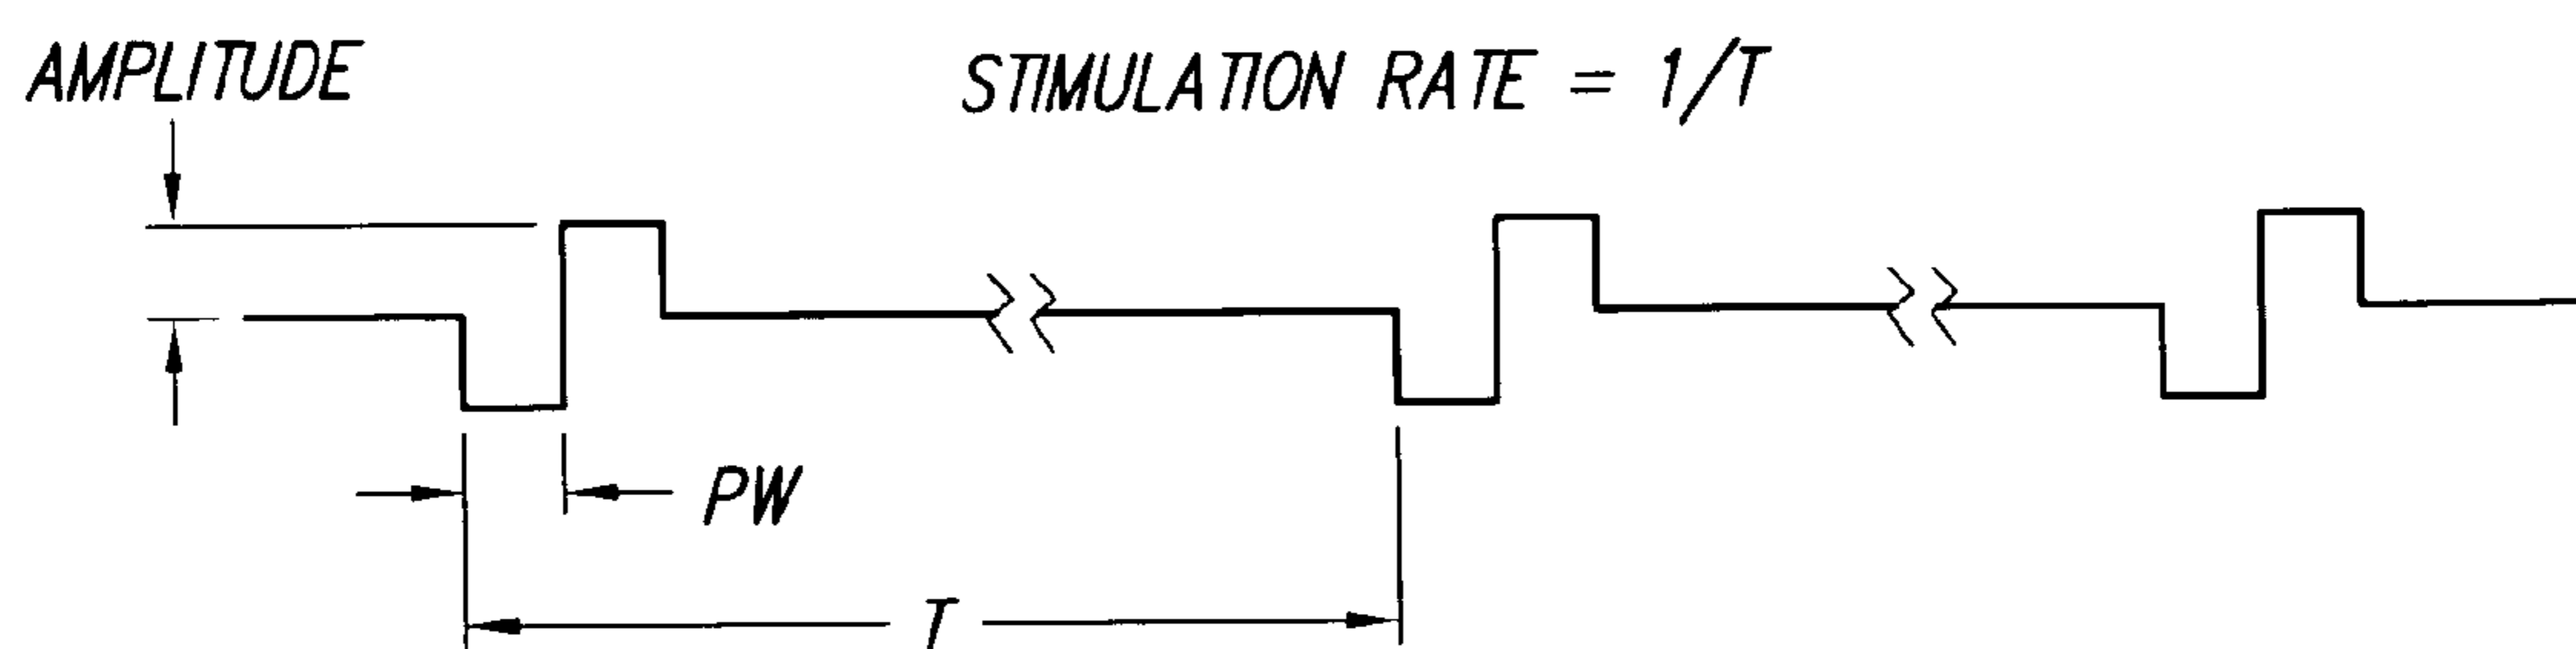 AMPLITUDE
STIMULATION RATE = 1/T
PW
T